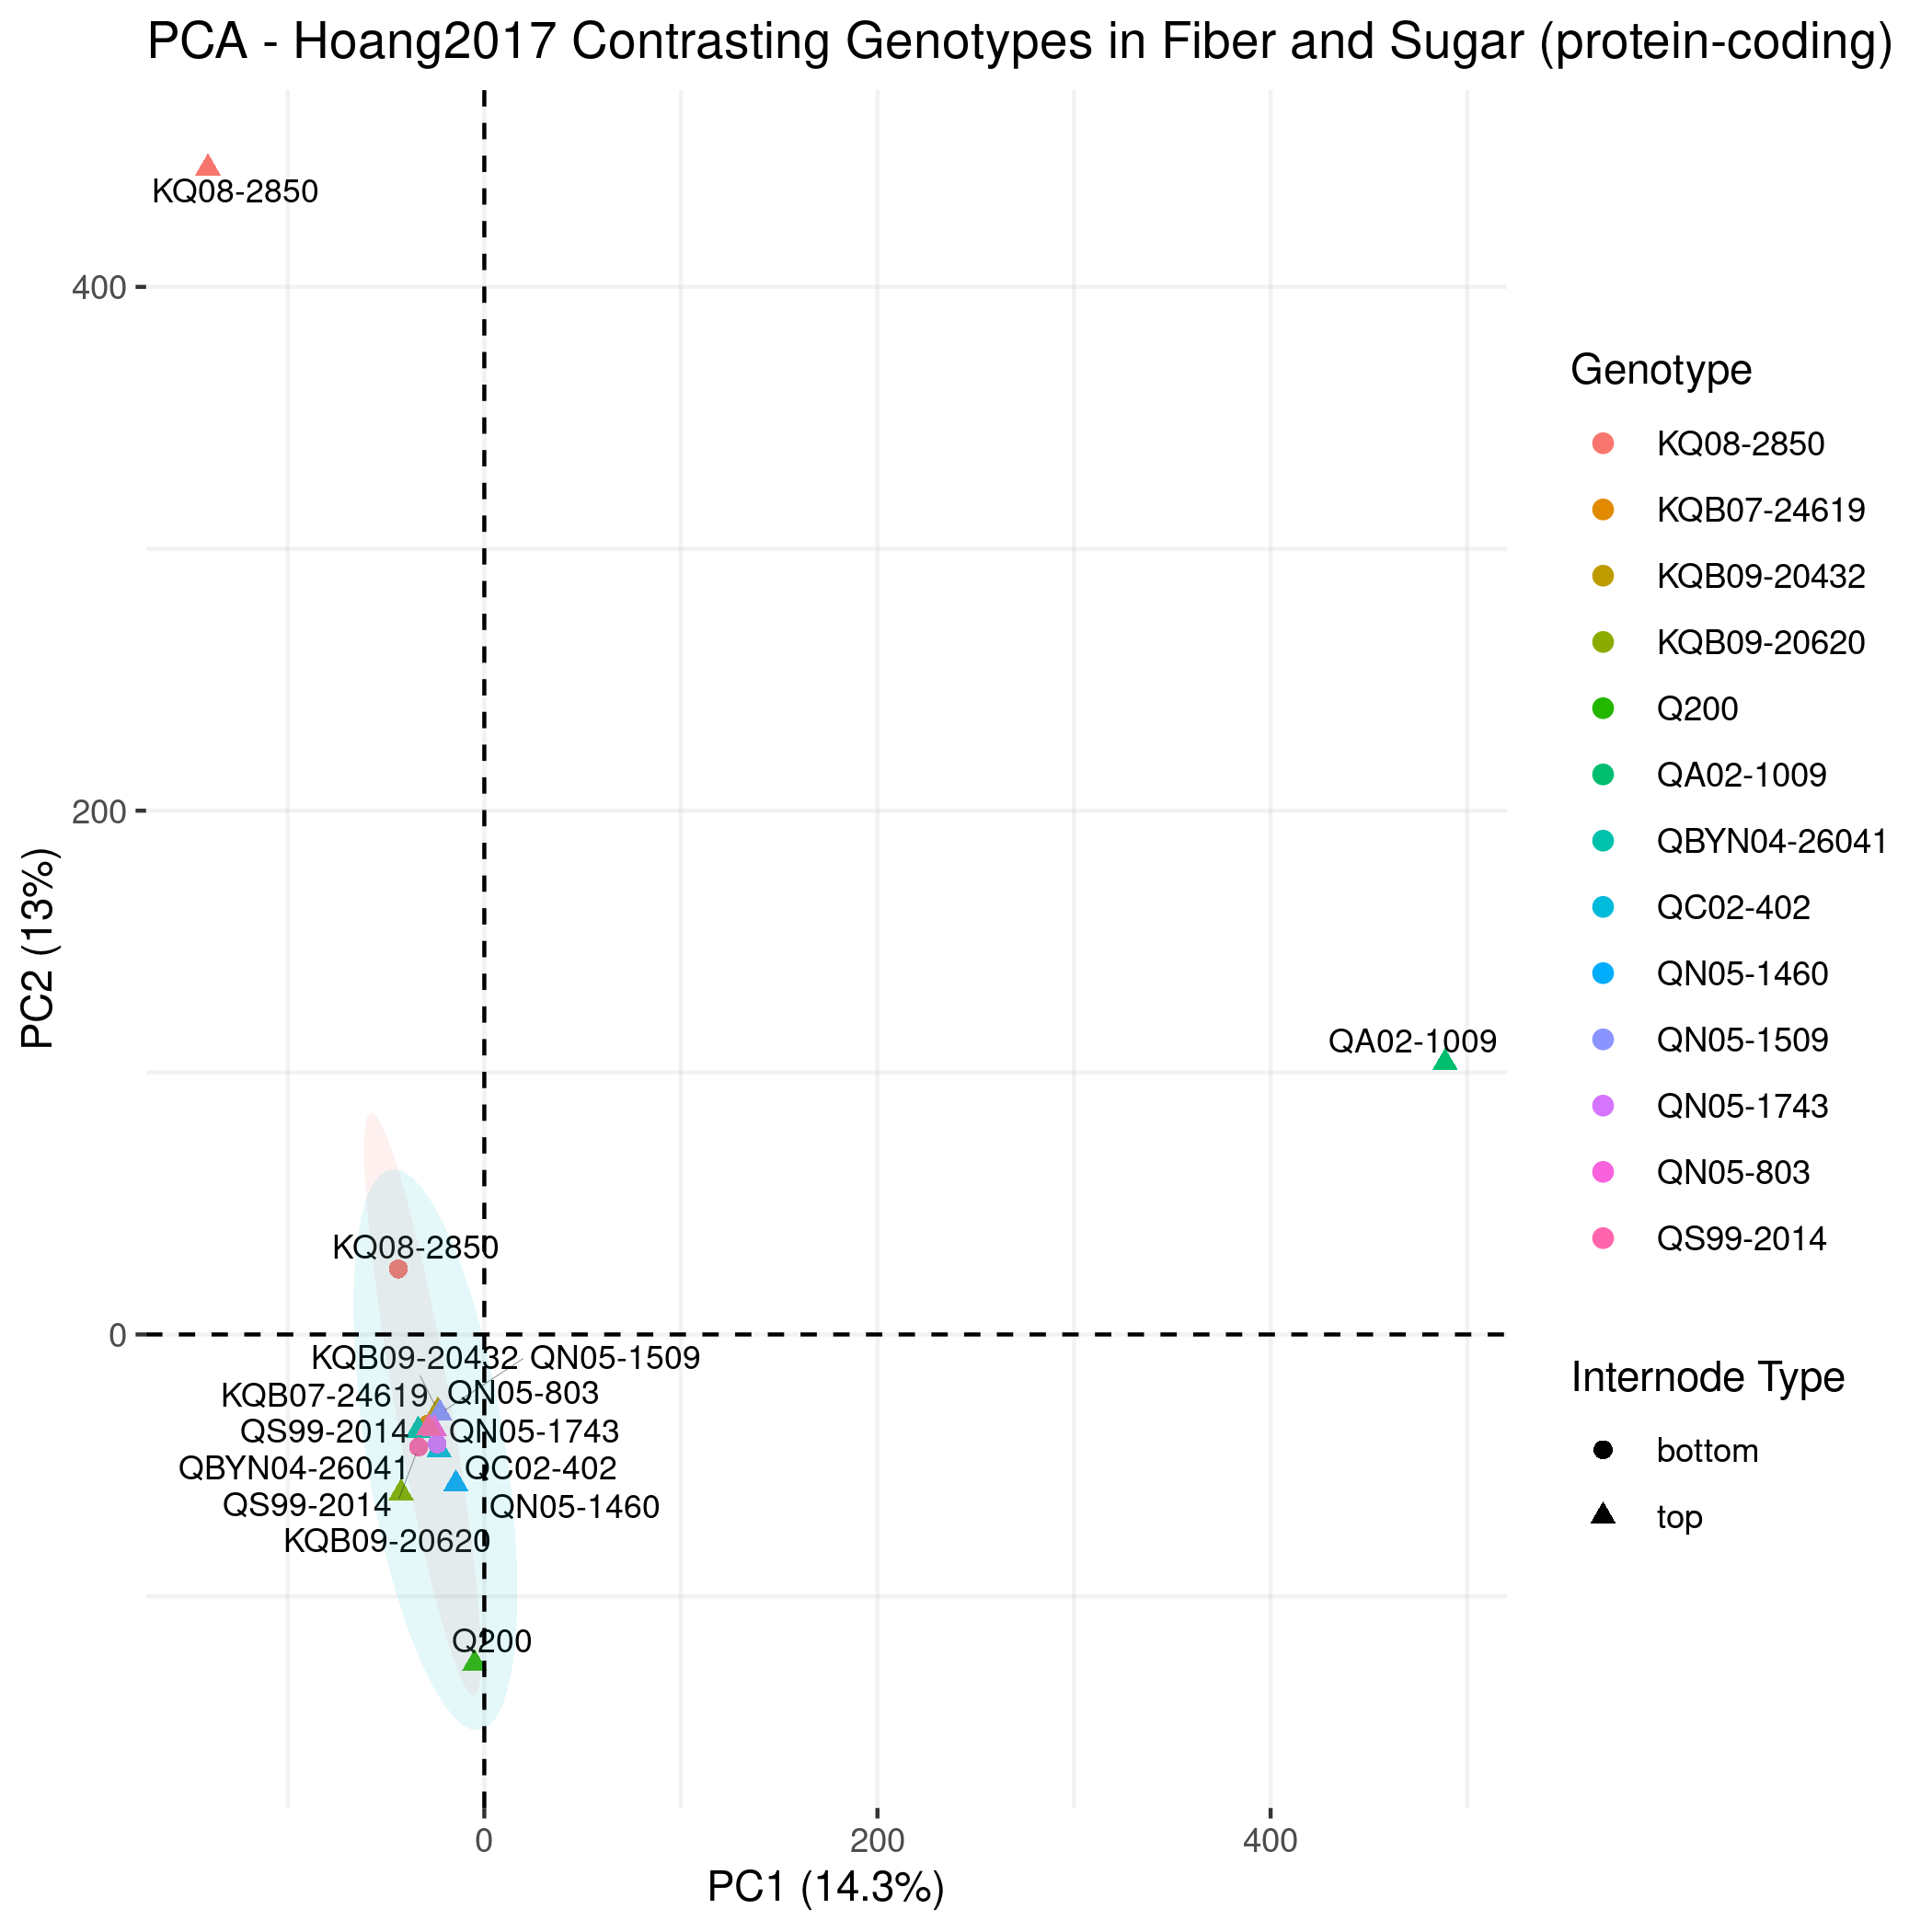 PCA - Hoang2017 Contrasting Genotypes in Fiber and Sugar (protein-coding)
KQ08-2850
400
200
0
PC2 (13%)
QA02-1009
KQ08-2850
KQB09-20432 QN05-1509
KQB07-24619 QN05-803
QS99-2014 QN05-1743
QBYN04-26041 QC02-402
QS99-2014 QN05-1460
KQB09-20620
Q200
0 200 400
PC1 (14.3%)
Genotype
KQ08-2850
KQB07-24619
KQB09-20432
KQB09-20620
Q200
QA02-1009
QBYN04-26041
QC02-402
QN05-1460
QN05-1509
QN05-1743
QN05-803
QS99-2014
Internode Type
bottom
top